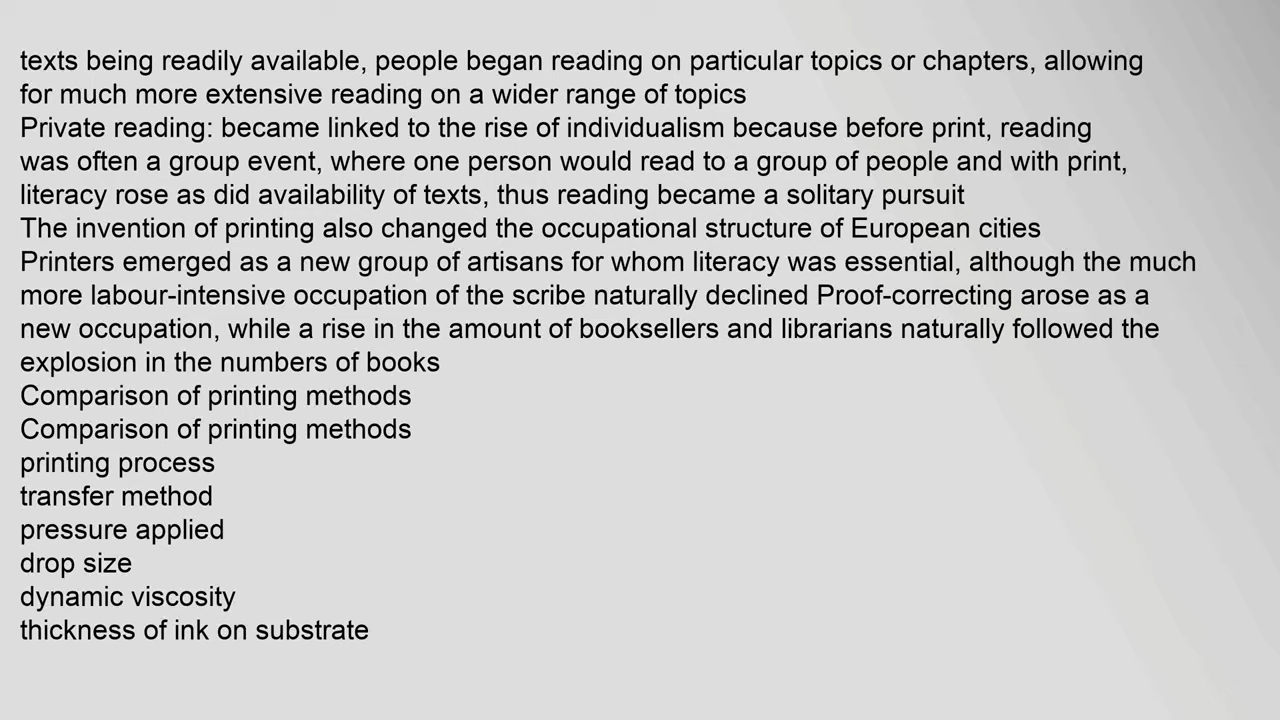 texts being readily available, people began reading on particular topics or chapters, allowing
for much more extensive reading on a wider range of topics
Private reading: became linked to the rise of individualism because before print, reading
was often a group event, where one person would read to a group of people and with print,
literacy rose as did availability of texts, thus reading became a solitary pursuit
The invention of printing also changed the occupational structure of European cities
Printers emerged as a new group of artisans for whom literacy was essential, although the much
more labour-intensive occupation of the scribe naturally declined Proof-correcting arose as a
new occupation, while a rise in the amount of booksellers and librarians naturally followed the
explosion in the numbers of books
Comparison of printing methods
Comparison of printing methods
printing process
transfer method
pressure applied
drop size
dynamic viscosity
thickness of ink on substrate